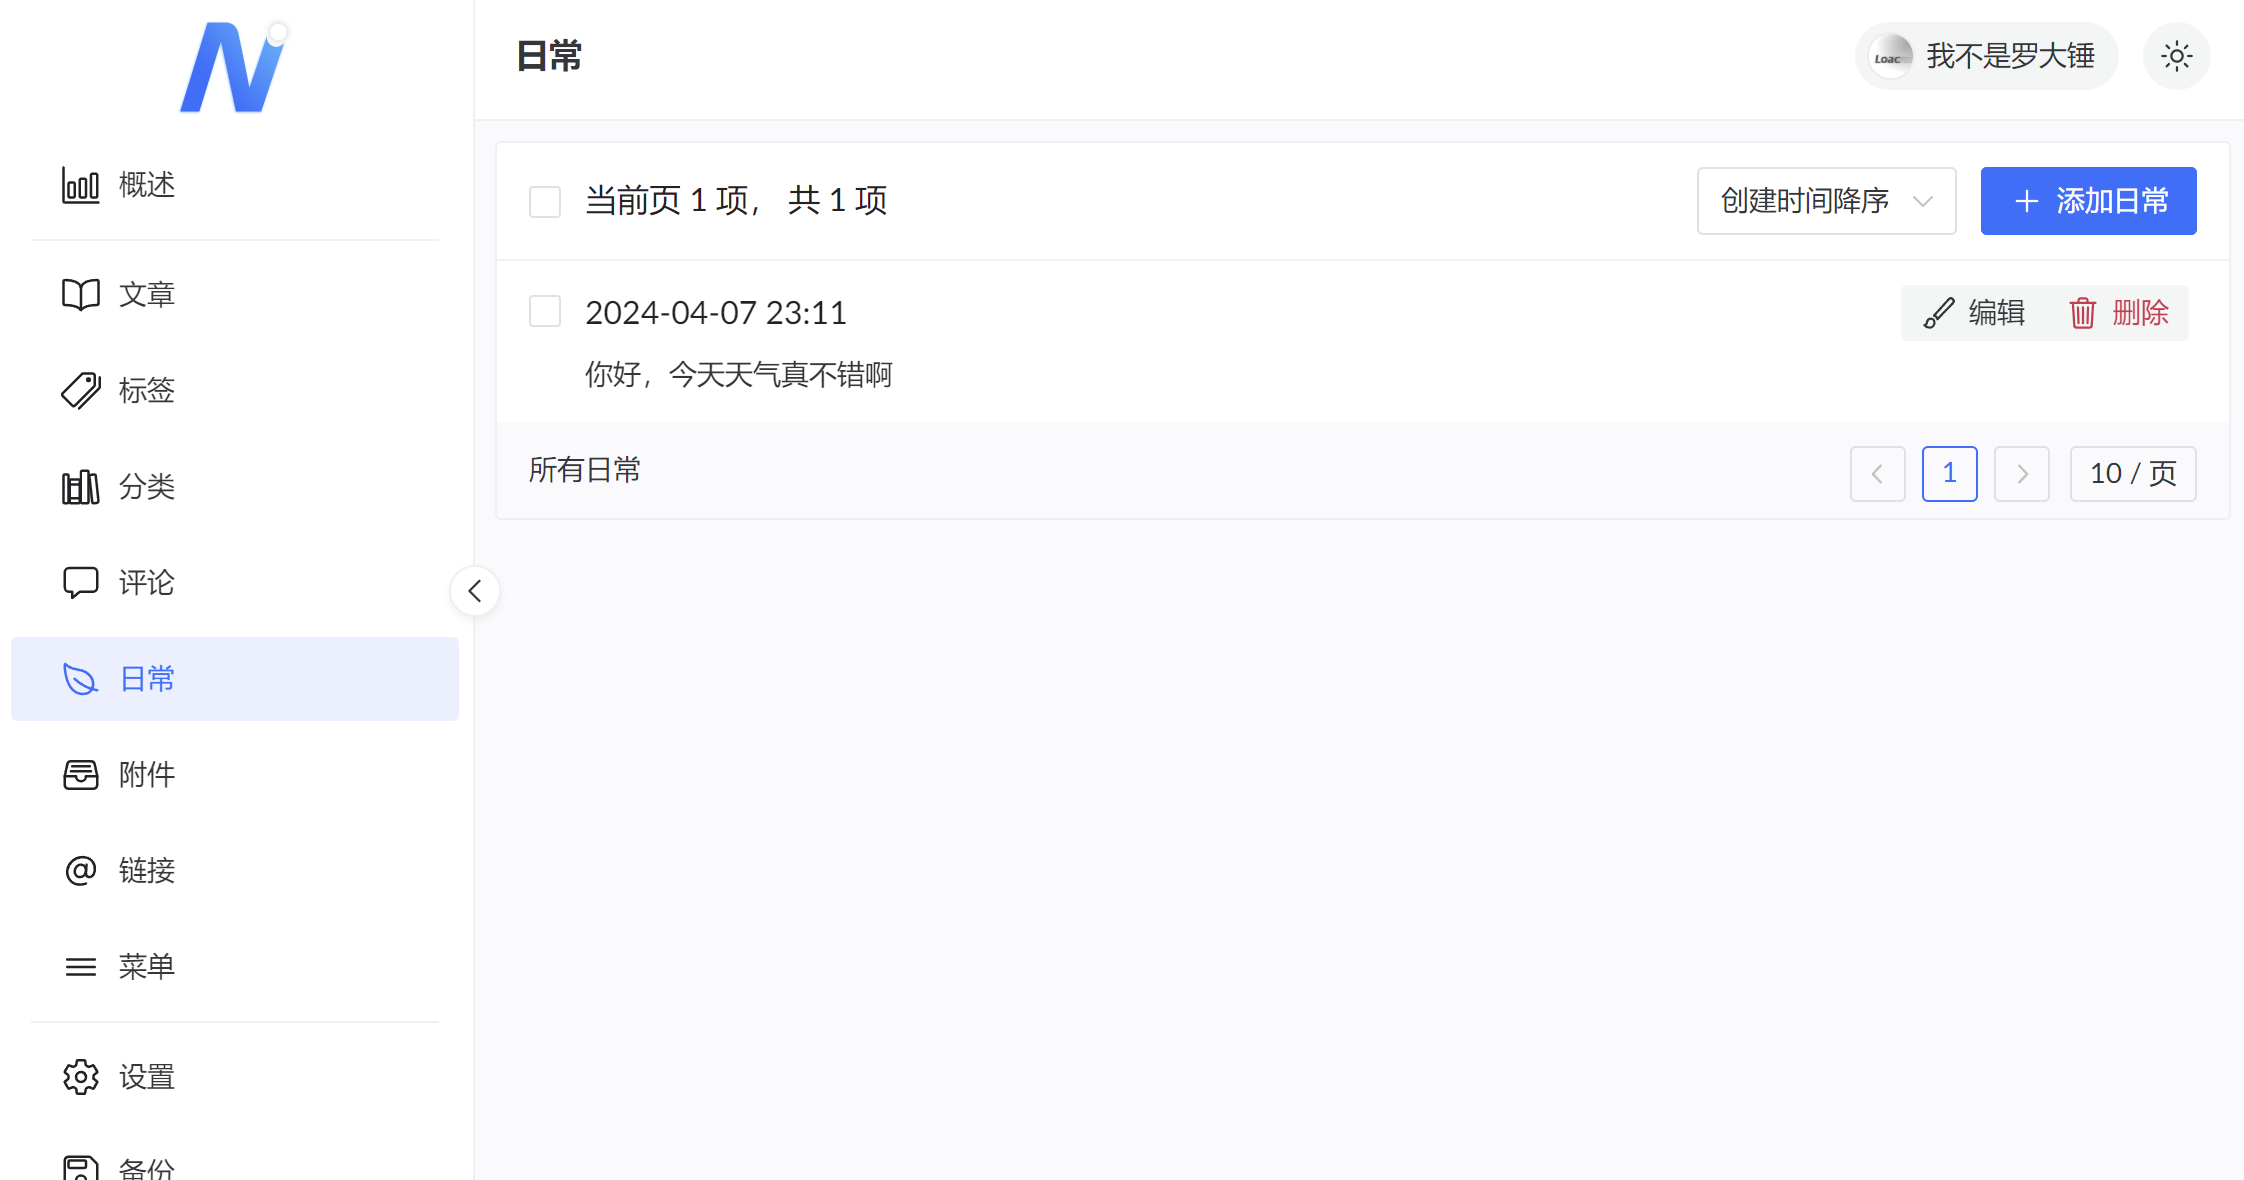 日常
Loac
我不是罗大锤
概述
文章
标签
分类
评论
日常
附件
链接
菜单
设置
备份
当前页 1 项， 共 1 项
创建时间降序
添加日常
2024-04-07 23:11
编辑
删除
你好，今天天气真不错啊
所有日常
1
10 / 页